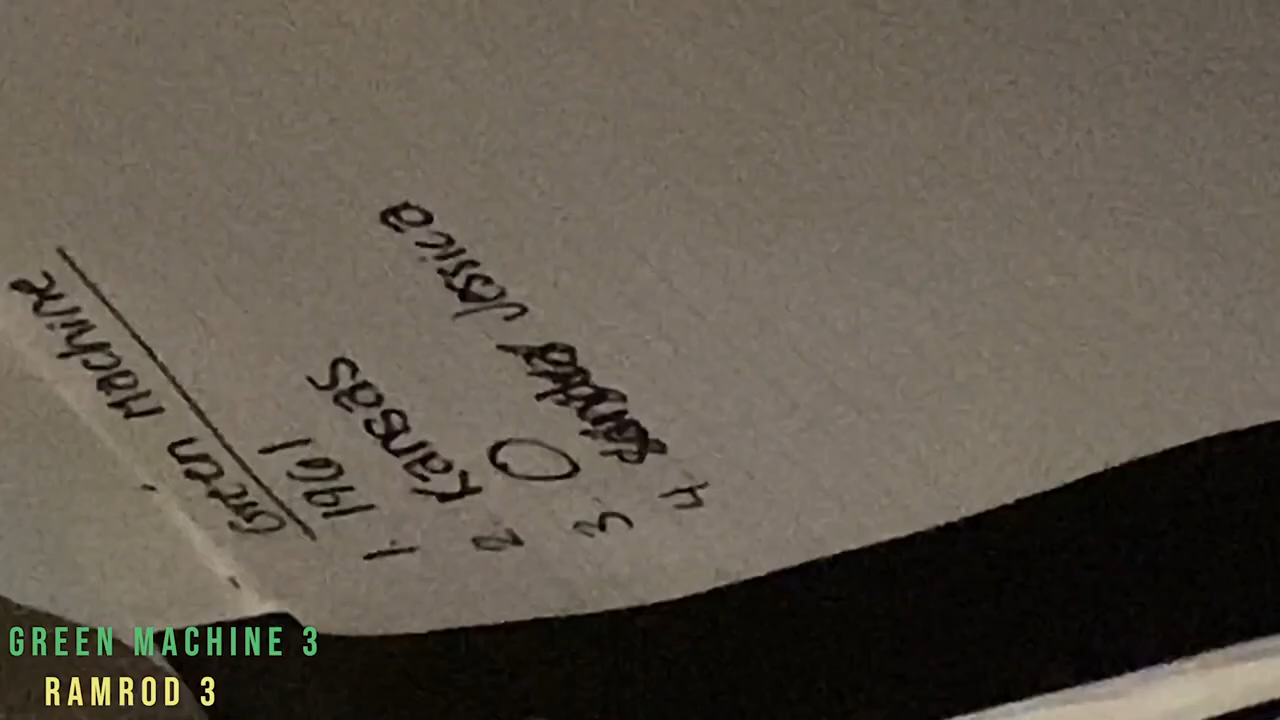 Green Machine
1. 1961
2 Kansas
3. O
4 Jessica
GREEN MACHINE 3
RAMROD 3